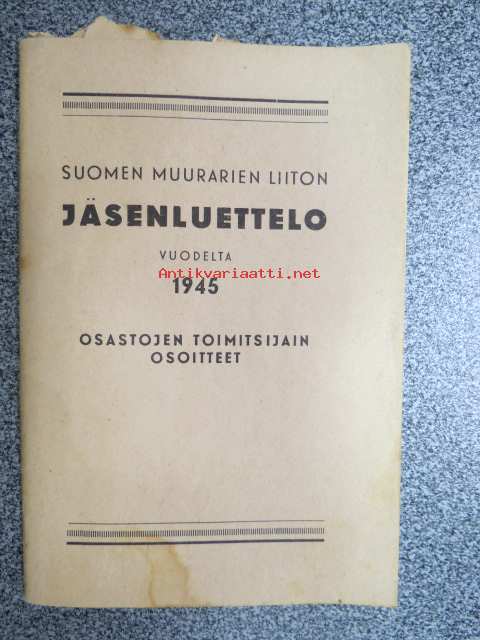 SUOMEN MUURARIEN LIITON
JÄSENLUETTELO
VUODELTA
Antikvariaatti.net
1945
OSASTOJEN TOIMITSIJAIN
OSOITTEET